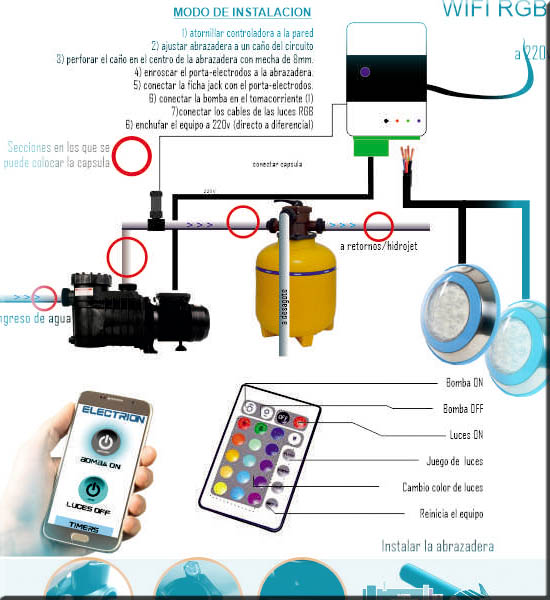 MODO DE INSTALACION
WIFI RGB
1) atornillar controladora a la pared
2) ajustar abrazadera a un caño del circuito
3) perforar el caño en el centro de la abrazadera con mecha de 8mm.
4) enroscar el porta-electrodos a la abrazadera.
5) conectar la ficha jack con el porta-electrodos.
6) conectar la bomba en el tomacorriente (1)
7)conectar los cables de las luces RGB
8) enchufar el equipo a 220v (directo a diferencial)
a 220v
Secciones en los que se
puede colocar la capsula
conectar capsula
220V
> > >
> > >
> > >
a retornos/hidrojet
> > >
ngreso de agua
a desagote
ELECTRION
BOMBA ON
LUCES OFF
TIMERS
OFF
Bomba ON
Bomba OFF
Luces ON
Juego de luces
Cambio color de luces
Reinicia el equipo
Instalar la abrazadera